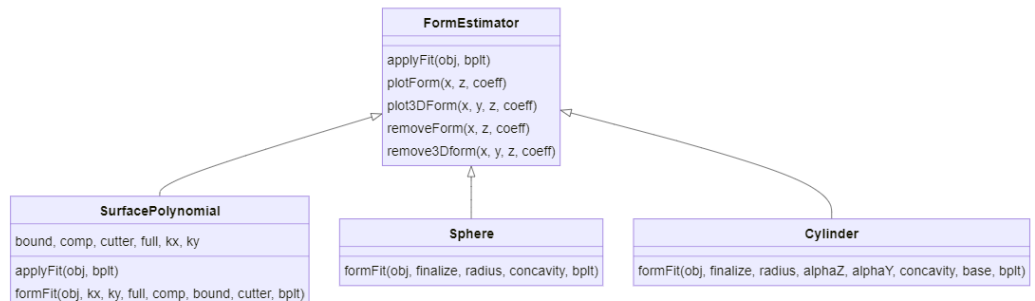 FormEstimator
applyFit(obj, bplt)
plotForm(x, z, coeff)
plot3DForm(x, y, z, coeff)
removeForm(x, z, coeff)
remove3Dform(x, y, z, coeff)
SurfacePolynomial
bound, comp, cutter, full, kx, ky
applyFit(obj, bplt)
formFit(obj, kx, ky, full, comp, bound, cutter, bplt)
Sphere
formFit(obj, finalize, radius, concavity, bplt)
Cylinder
formFit(obj, finalize, radius, alphaZ, alphaY, concavity, base, bplt)